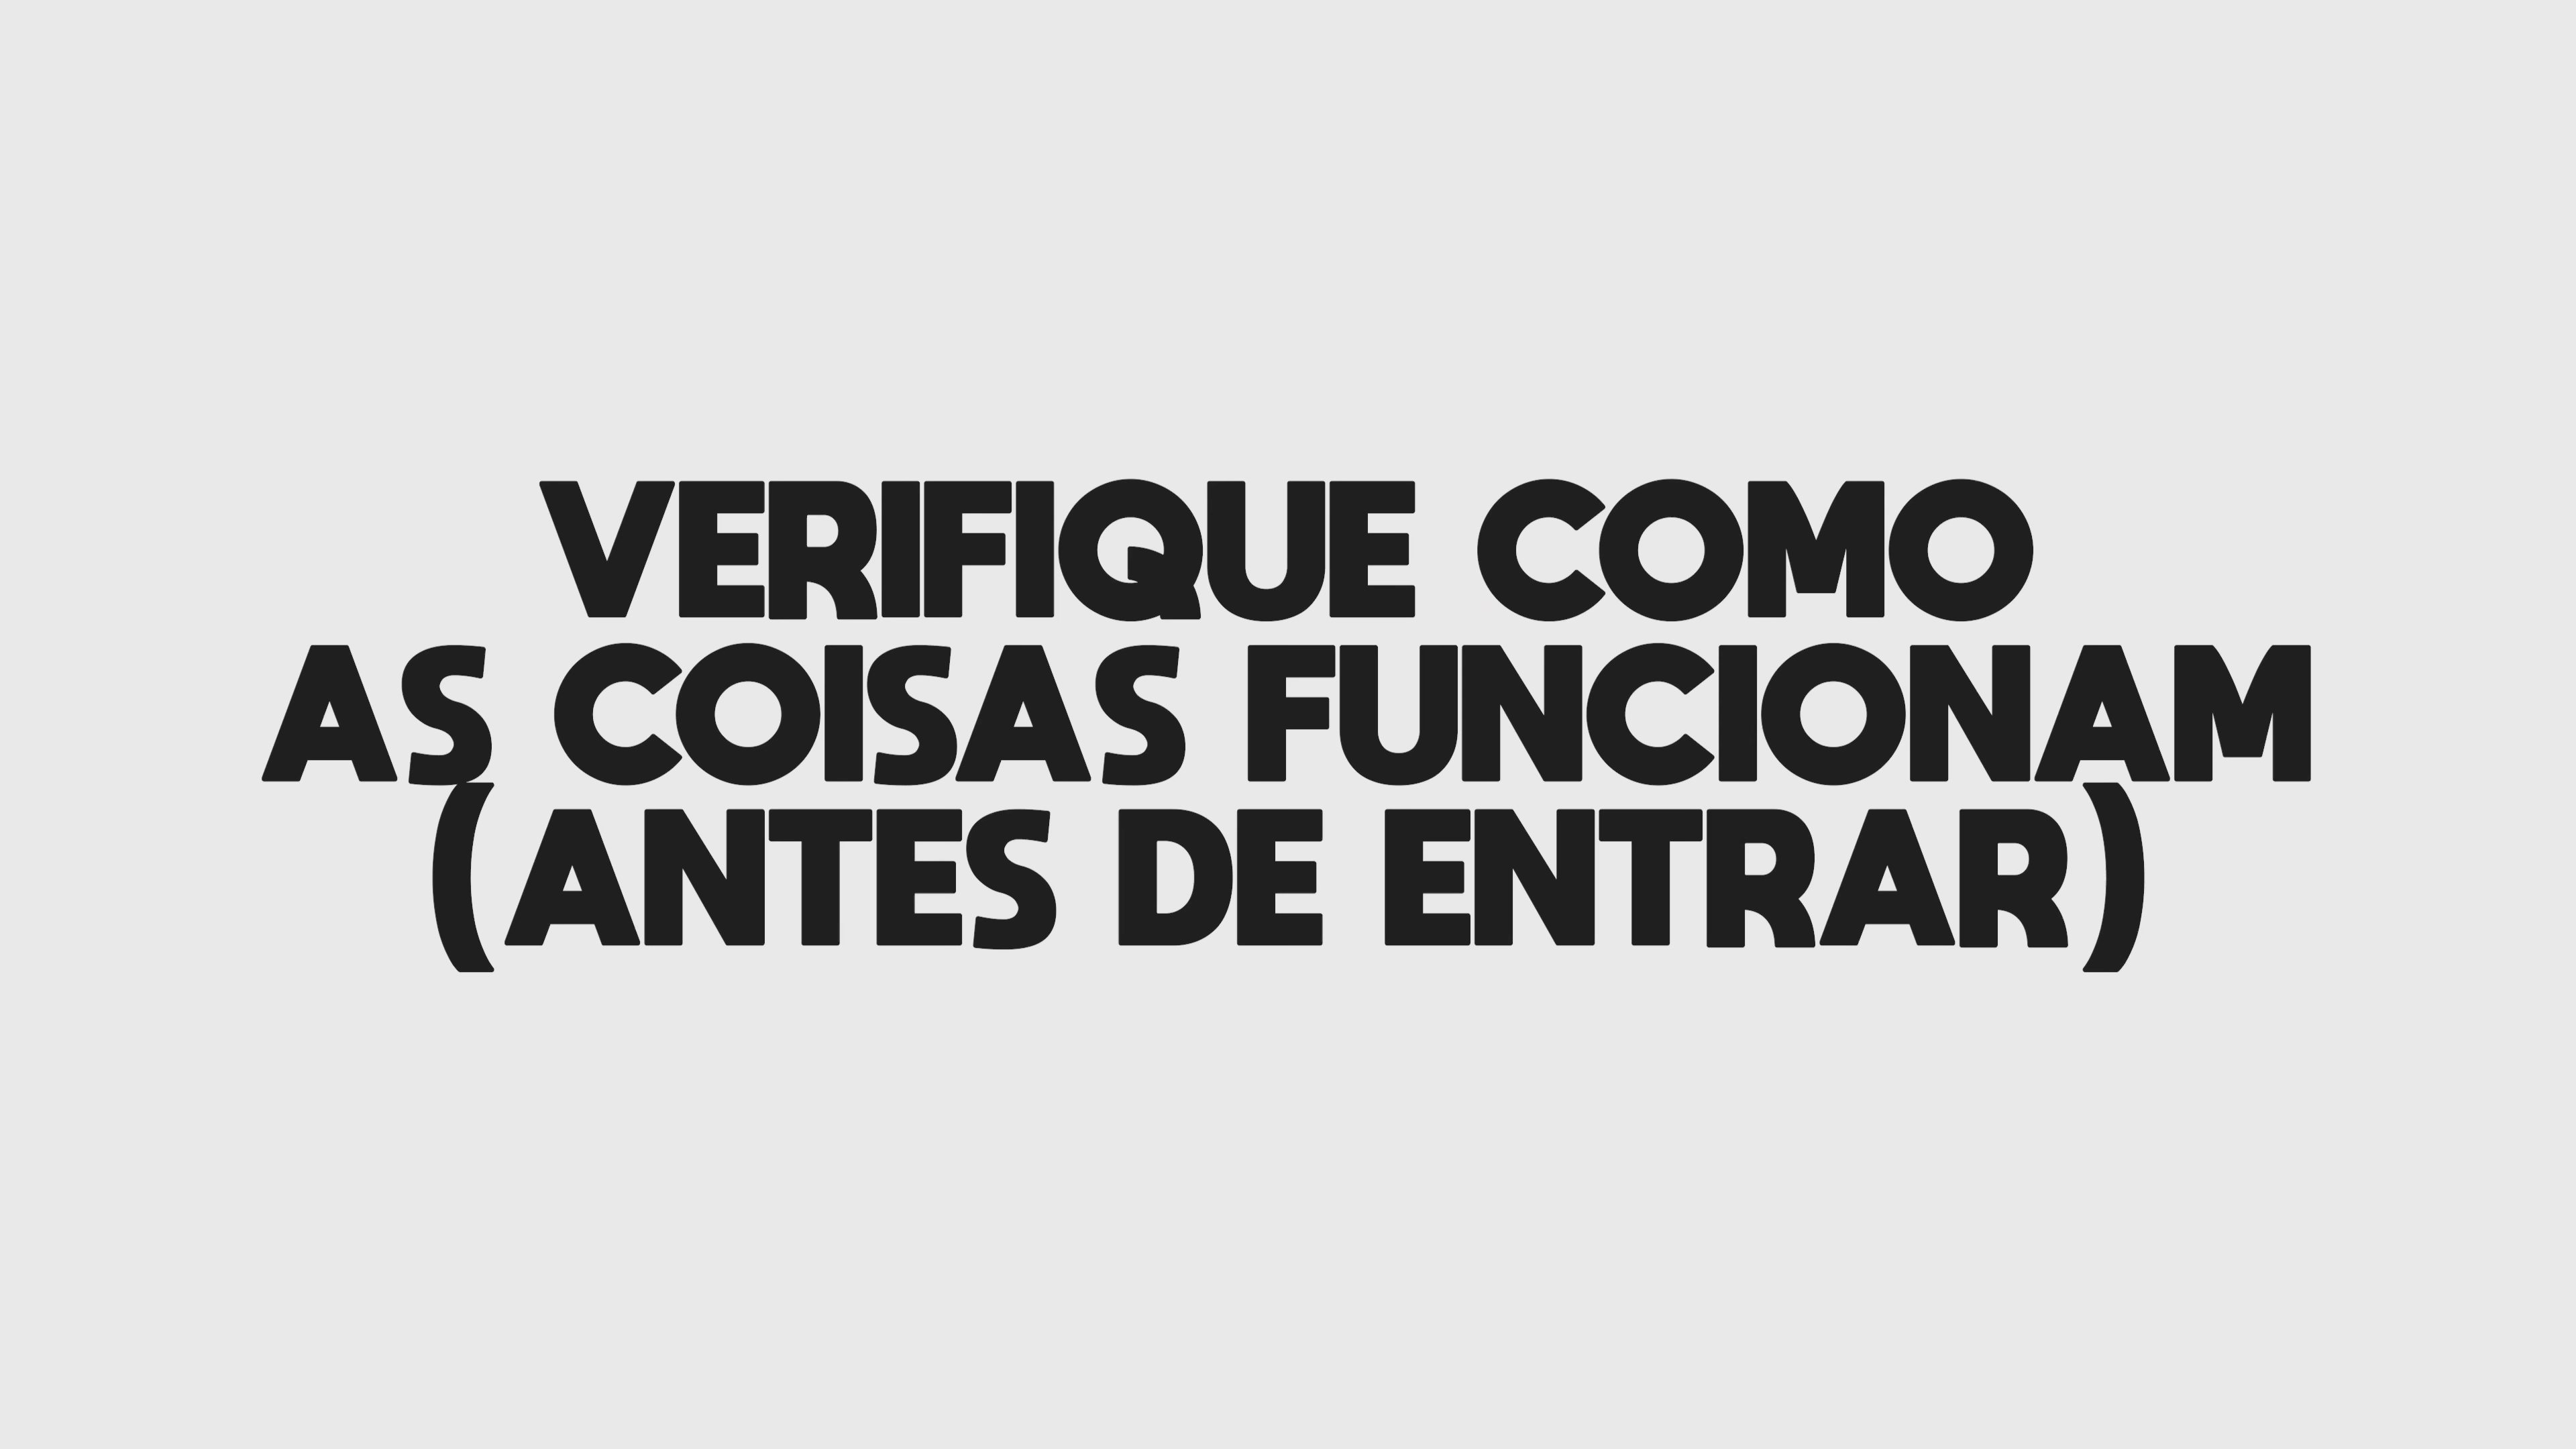 VERIFIQUE COMO
AS COISAS FUNCIONAM
(ANTES DE ENTRAR)